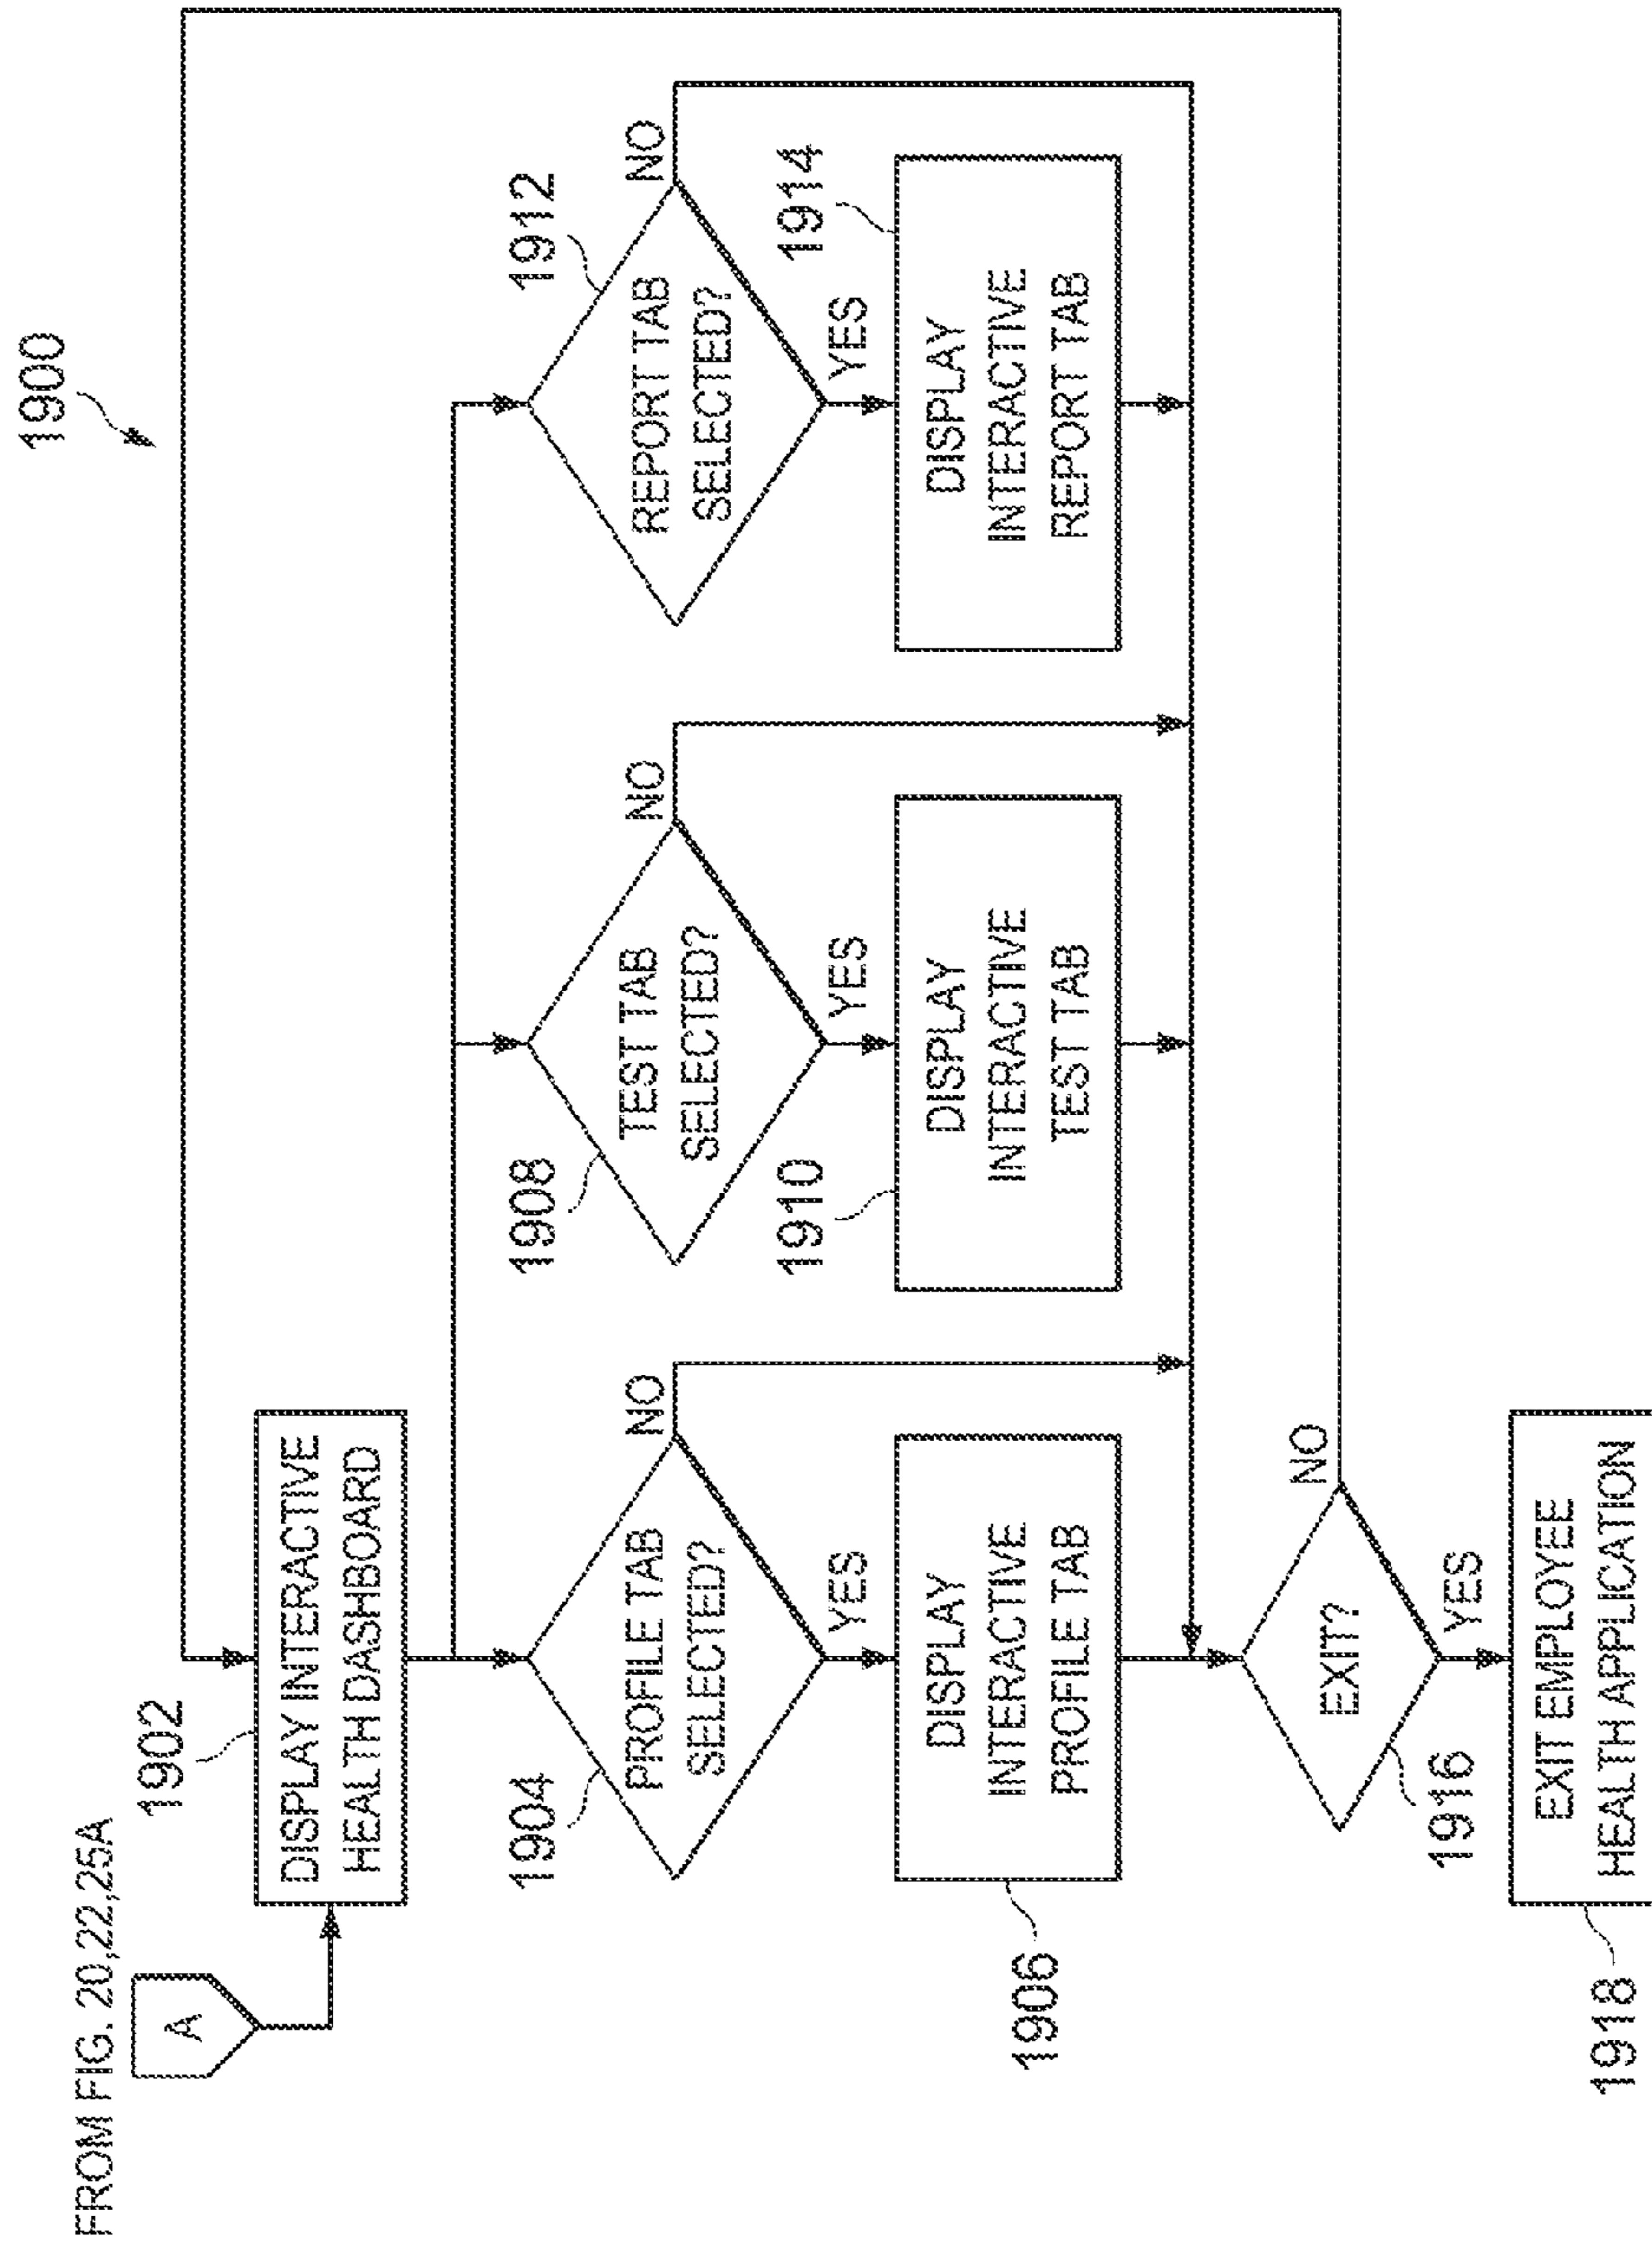 1900
FROM FIG. 20,22,25A
A
1902
DISPLAY INTERACTIVE
HEALTH DASHBOARD
1904
PROFILE TAB
SELECTED?
NO
YES
1906
DISPLAY
INTERACTIVE
PROFILE TAB
1908
TEST TAB
SELECTED?
NO
YES
1910
DISPLAY
INTERACTIVE
TEST TAB
1912
REPORT TAB
SELECTED?
NO
YES
1914
DISPLAY
INTERACTIVE
REPORT TAB
1916
EXIT?
NO
YES
1918
EXIT EMPLOYEE
HEALTH APPLICATION